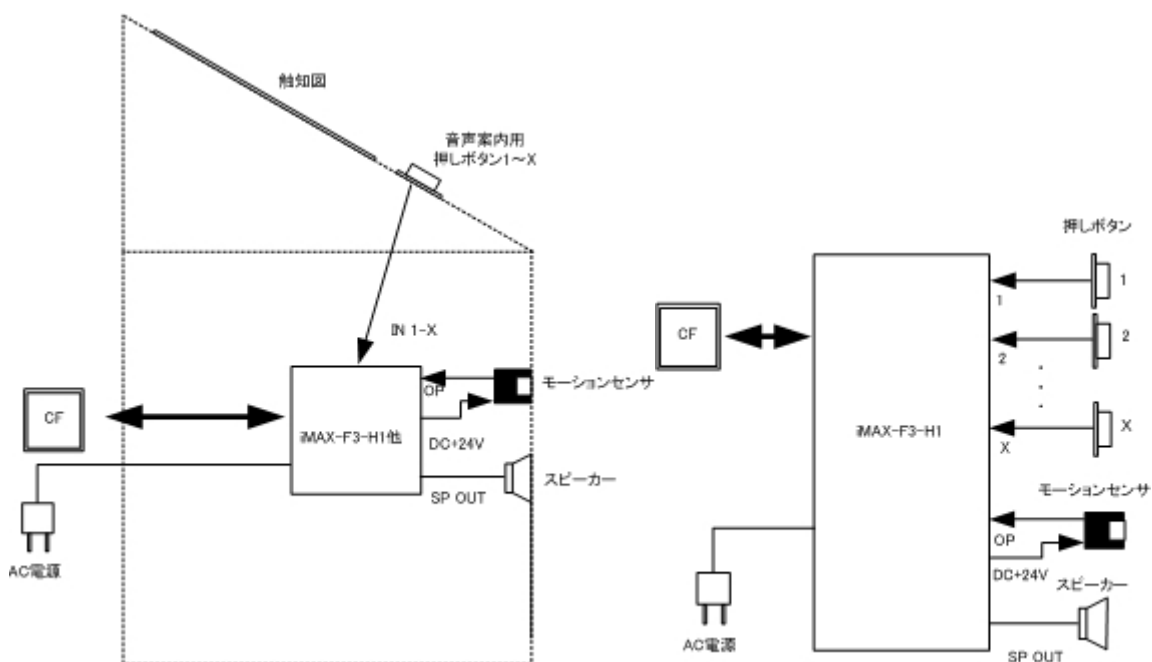 触知図
音声案内用
押しボタン1～X
IN 1-X
OP
モーションセンサ
CF
iMAX-F3-H1他
DC+24V
SP OUT
スピーカー
AC電源
押しボタン
1
1
CF
2
2
X
X
iMAX-F3-H1
モーションセンサ
OP
DC+24V
スピーカー
AC電源
SP OUT